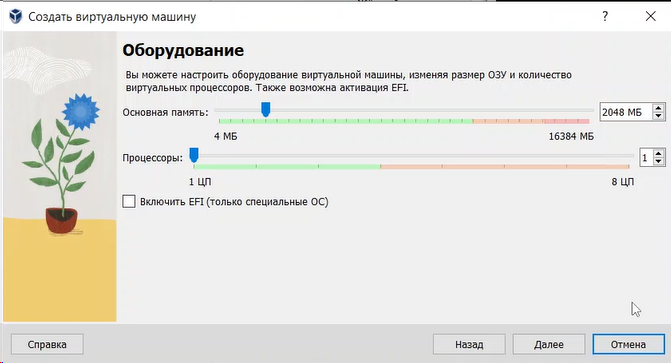 Создать виртуальную машину
Оборудование
Вы можете настроить оборудование виртуальной машины, изменяя размер ОЗУ и количество
виртуальных процессоров. Также возможна активация EFI.
Основная память:
2048 МБ
4 МБ
16384 МБ
Процессоры:
1
1 ЦП
8 ЦП
Включить EFI (только специальные ОС)
Справка
Назад
Далее
Отмена